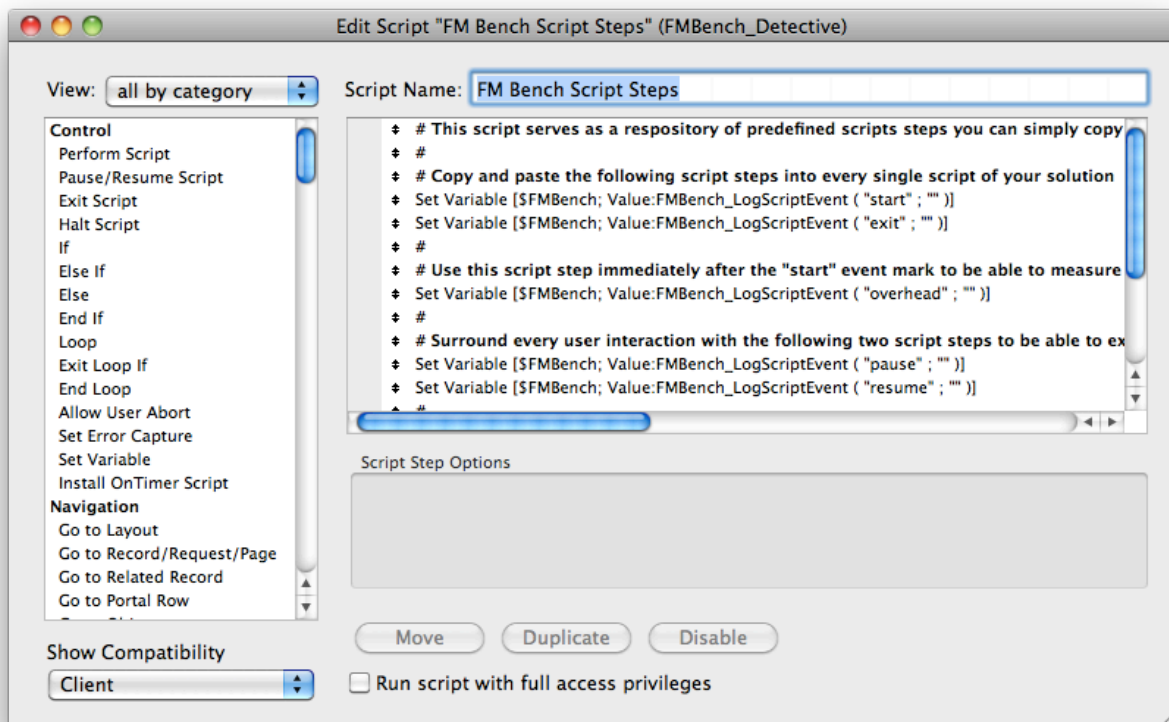 Edit Script "FM Bench Script Steps" (FMBench_Detective)
View: all by category
Script Name: FM Bench Script Steps
Control
Perform Script
Pause/Resume Script
Exit Script
Halt Script
If
Else If
Else
End If
Loop
Exit Loop If
End Loop
Allow User Abort
Set Error Capture
Set Variable
Install OnTimer Script
Navigation
Go to Layout
Go to Record/Request/Page
Go to Related Record
Go to Portal Row
# This script serves as a respository of predefined scripts steps you can simply copy
#
# Copy and paste the following script steps into every single script of your solution
Set Variable [$FMBench; Value:FMBench_LogScriptEvent ( "start" ; "" )]
Set Variable [$FMBench; Value:FMBench_LogScriptEvent ( "exit" ; "" )]
#
# Use this script step immediately after the "start" event mark to be able to measure
Set Variable [$FMBench; Value:FMBench_LogScriptEvent ( "overhead" ; "" )]
#
# Surround every user interaction with the following two script steps to be able to ex
Set Variable [$FMBench; Value:FMBench_LogScriptEvent ( "pause" ; "" )]
Set Variable [$FMBench; Value:FMBench_LogScriptEvent ( "resume" ; "" )]
#
Script Step Options
Move
Duplicate
Disable
Show Compatibility
Client
Run script with full access privileges